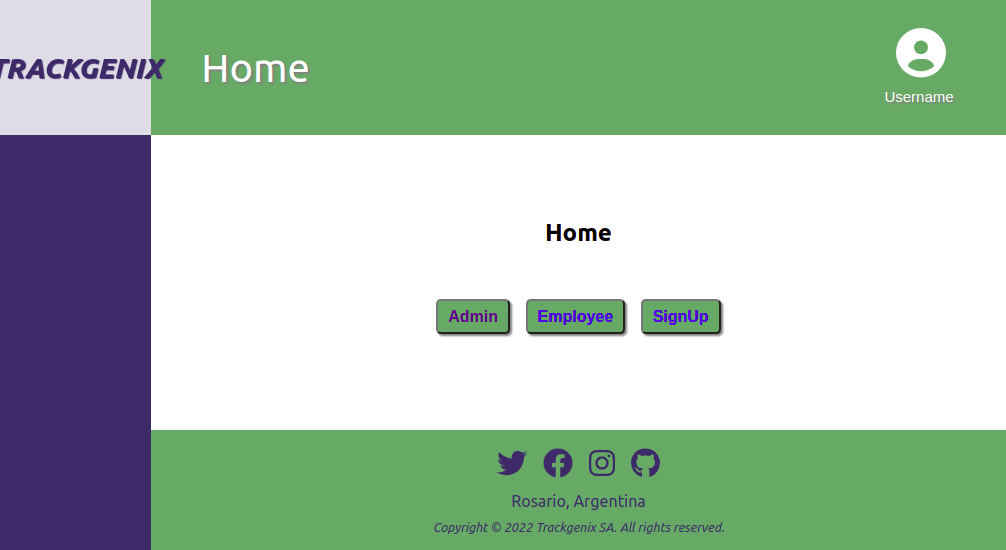 TRACKGENIX
Home
Username
Home
Admin Employee SignUp
Rosario, Argentina
Copyright © 2022 Trackgenix SA. All rights reserved.